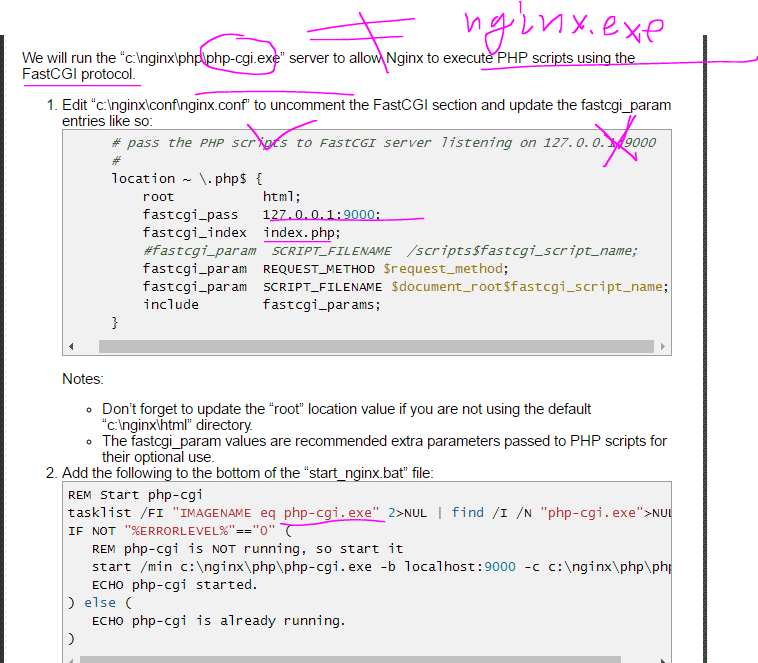 nginx.exe
We will run the “c:\nginx\php\php-cgi.exe” server to allow Nginx to execute PHP scripts using the
FastCGI protocol.
1. Edit “c:\nginx\conf\nginx.conf” to uncomment the FastCGI section and update the fastcgi_param
entries like so:
# pass the PHP scripts to FastCGI server listening on 127.0.0.1:9000
#
location ~ \.php$ {
root html;
fastcgi_pass 127.0.0.1:9000;
fastcgi_index index.php;
#fastcgi_param SCRIPT_FILENAME /scripts$fastcgi_script_name;
fastcgi_param REQUEST_METHOD $request_method;
fastcgi_param SCRIPT_FILENAME $document_root$fastcgi_script_name;
include fastcgi_params;
}
Notes:
Don’t forget to update the “root” location value if you are not using the default
“c:\nginx\html” directory.
The fastcgi_param values are recommended extra parameters passed to PHP scripts for
their optional use.
2. Add the following to the bottom of the “start_nginx.bat” file:
REM Start php-cgi
tasklist /FI "IMAGENAME eq php-cgi.exe" 2>NUL | find /I /N "php-cgi.exe">NUL
IF NOT "%ERRORLEVEL%"=="0" (
REM php-cgi is NOT running, so start it
start /min c:\nginx\php\php-cgi.exe -b localhost:9000 -c c:\nginx\php\php
ECHO php-cgi started.
) else (
ECHO php-cgi is already running.
)